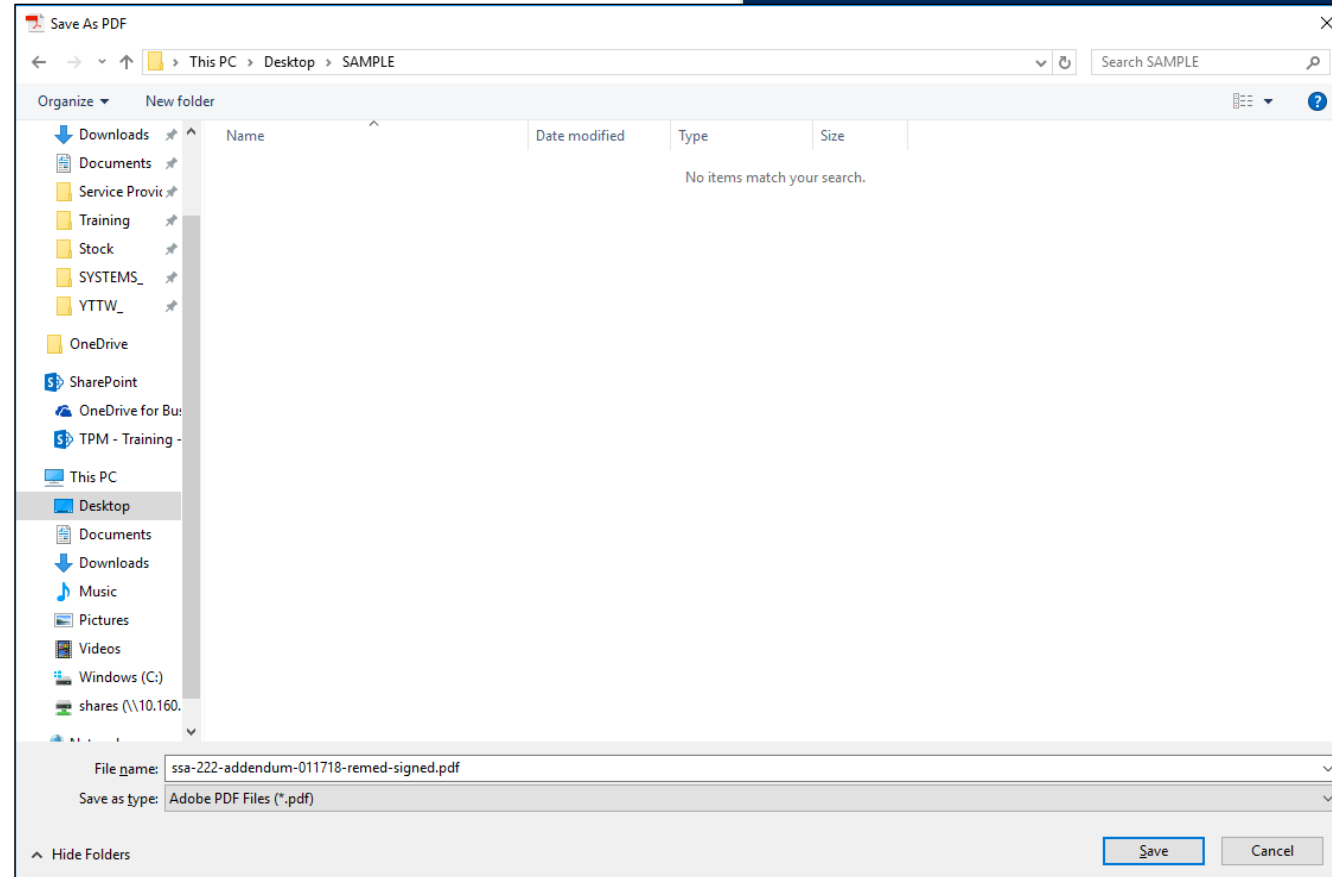 Save As PDF
This PC > Desktop > SAMPLE
Search SAMPLE
Organize
New folder
Name
Date modified
Type
Size
No items match your search.
Downloads
Documents
Service Provic
Training
Stock
SYSTEMS_
YTTW_
OneDrive
SharePoint
OneDrive for Bus
TPM - Training -
This PC
Desktop
Documents
Downloads
Music
Pictures
Videos
Windows (C:)
shares (\\10.160.
File name: ssa-222-addendum-011718-remed-signed.pdf
Save as type: Adobe PDF Files (*.pdf)
Hide Folders
Save
Cancel